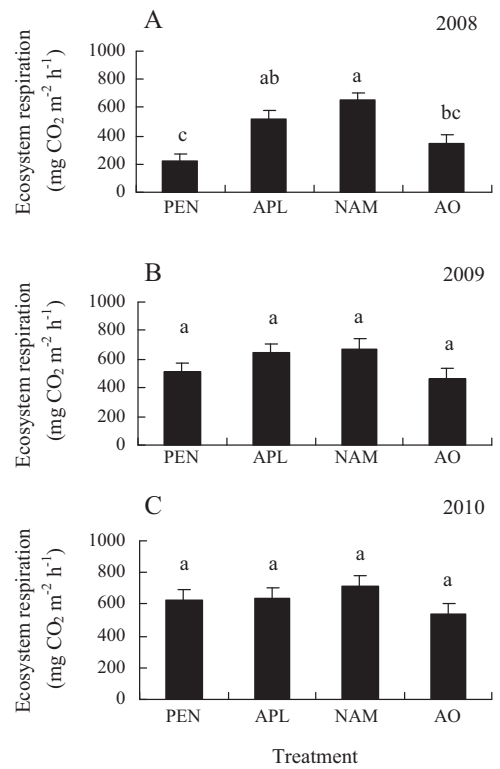 A
2008
Ecosystem respiration
(mg CO₂ m⁻² h⁻¹)
1000
800
600
400
200
0
c
ab
a
bc
PEN APL NAM AO
B
2009
Ecosystem respiration
(mg CO₂ m⁻² h⁻¹)
1000
800
600
400
200
0
a
a
a
a
PEN APL NAM AO
C
2010
Ecosystem respiration
(mg CO₂ m⁻² h⁻¹)
1000
800
600
400
200
0
a
a
a
a
PEN APL NAM AO
Treatment